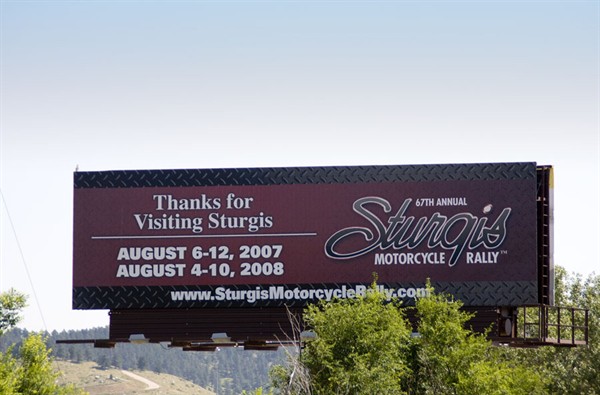 Thanks for
Visiting Sturgis
AUGUST 6-12, 2007
AUGUST 4-10, 2008
67TH ANNUAL
Sturgis
MOTORCYCLE RALLY™
www.SturgisMotorcycleRally.com